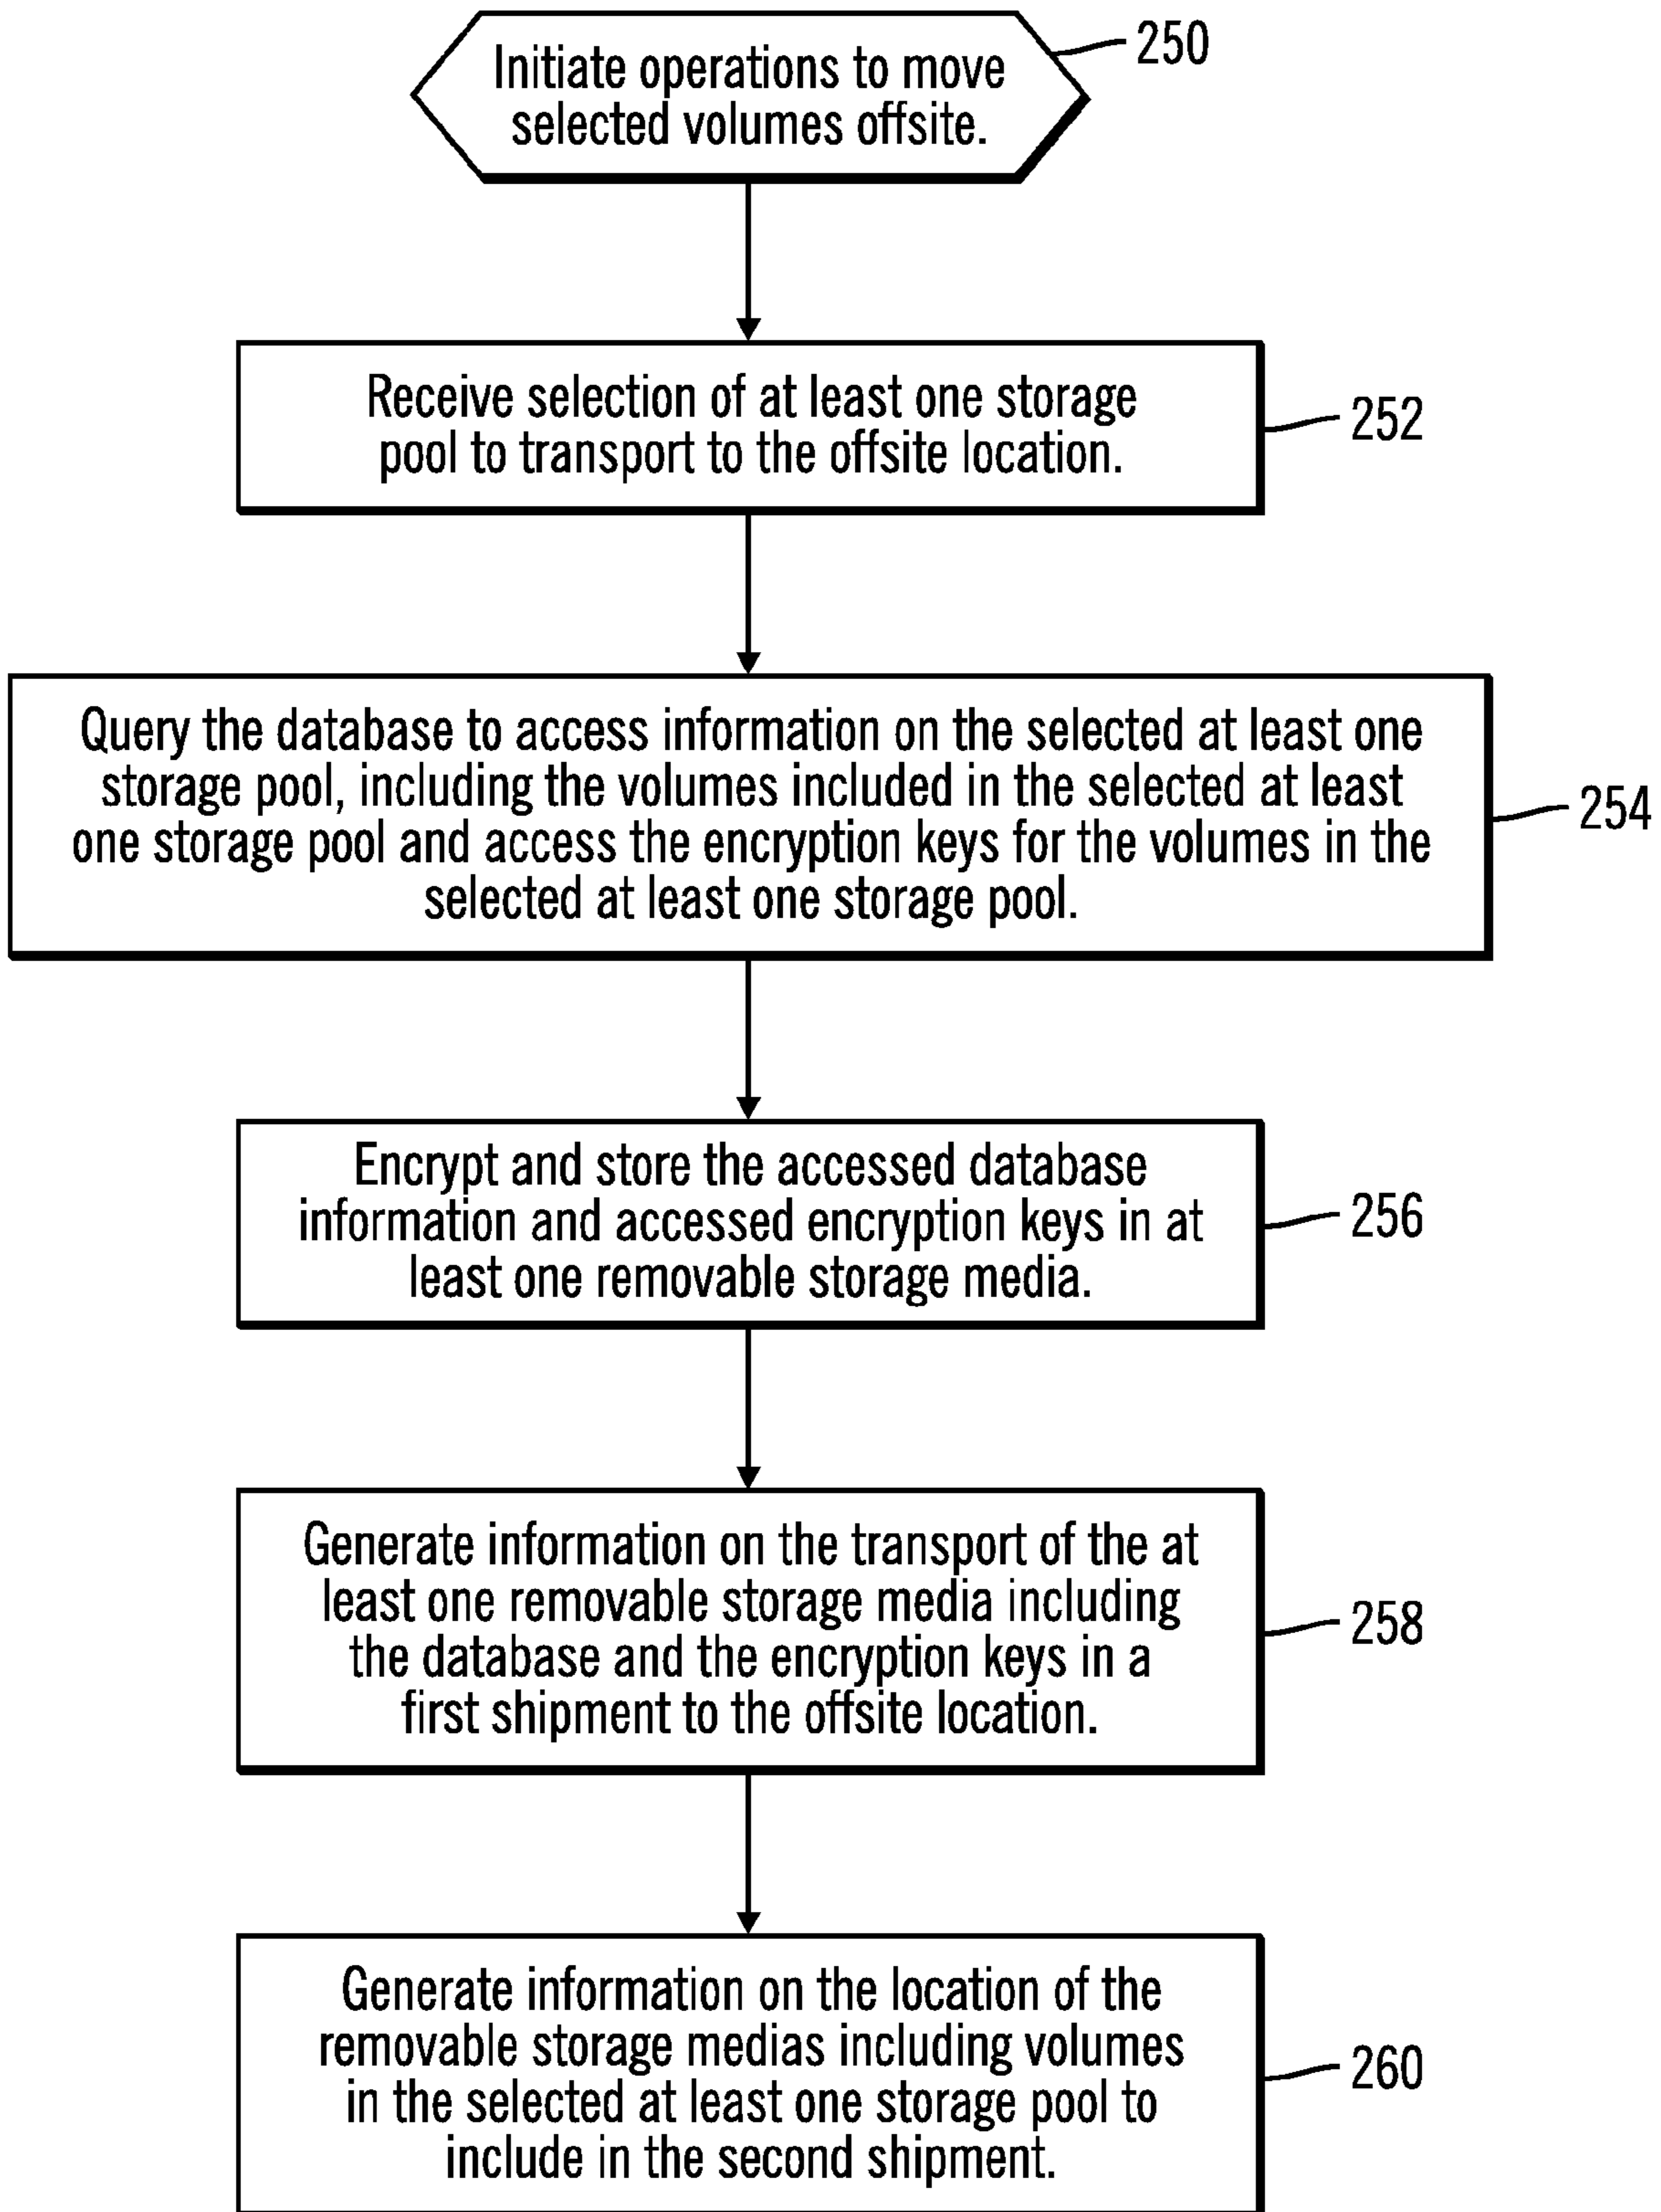 Initiate operations to move
selected volumes offsite.
250
Receive selection of at least one storage
pool to transport to the offsite location.
252
Query the database to access information on the selected at least one
storage pool, including the volumes included in the selected at least
one storage pool and access the encryption keys for the volumes in the
selected at least one storage pool.
254
Encrypt and store the accessed database
information and accessed encryption keys in at
least one removable storage media.
256
Generate information on the transport of the at
least one removable storage media including
the database and the encryption keys in a
first shipment to the offsite location.
258
Generate information on the location of the
removable storage medias including volumes
in the selected at least one storage pool to
include in the second shipment.
260